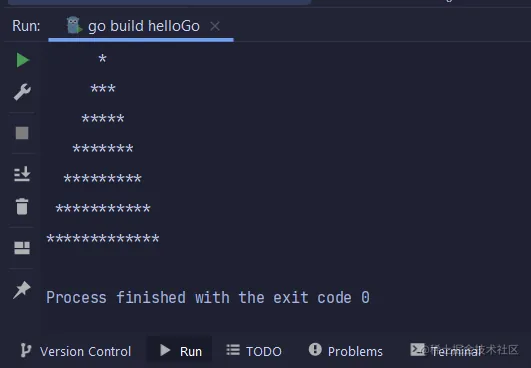 Run: go build helloGo
*
***
*****
*******
*********
***********
*************
Process finished with the exit code 0
Version Control Run TODO Problems Terminal
@稀土掘金技术社区